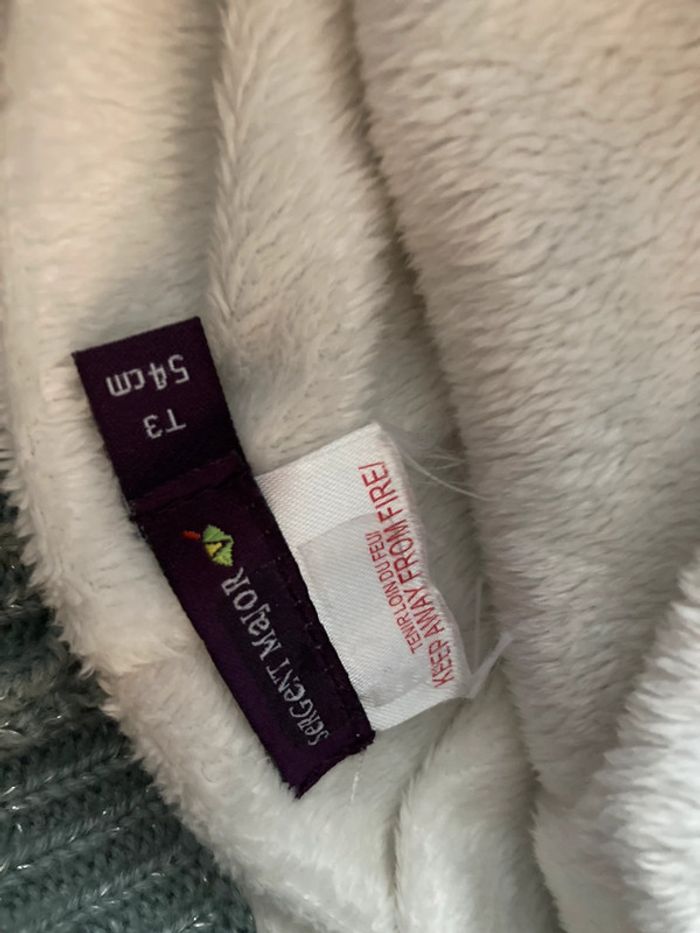 T3
54cm
SeRGeNT MaJoR
TENIR LOIN DU FEU/
KEEP AWAY FROM FIRE/